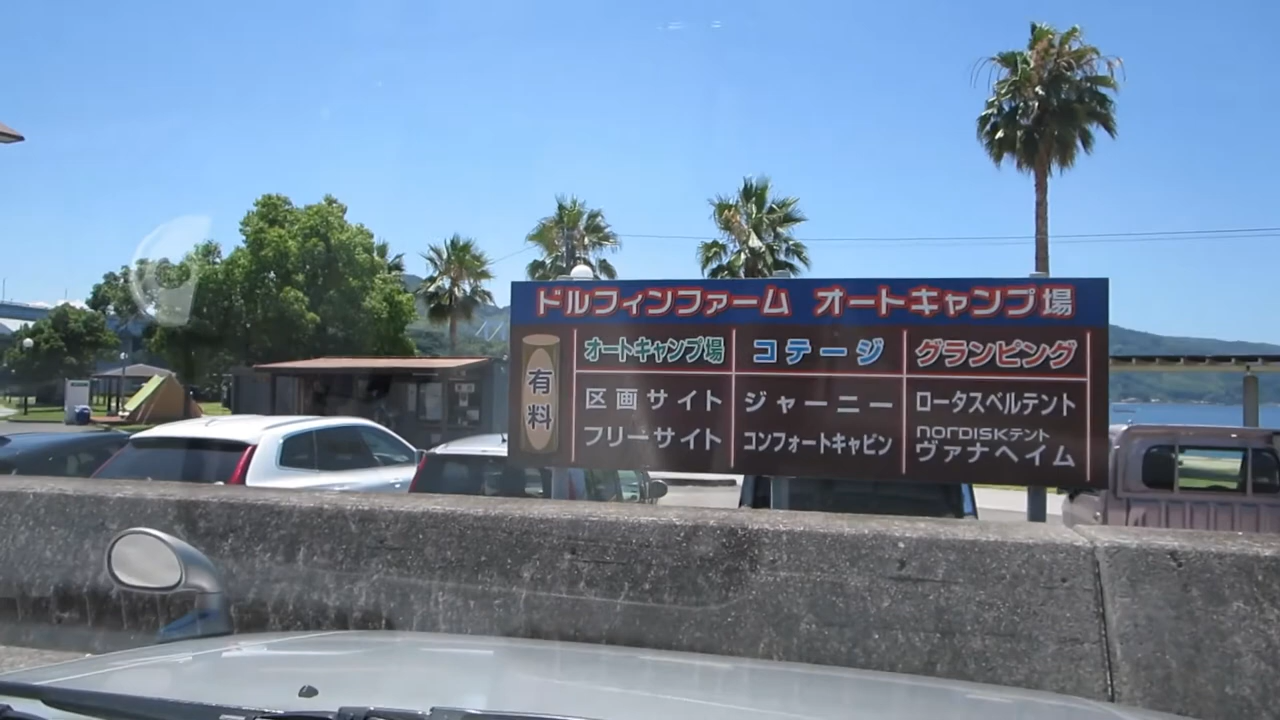 ドルフィンファーム オートキャンプ場
有料
オートキャンプ場 コテージ グランピング
区画サイト ジャーニー ロータスベルテント
フリーサイト コンフォートキャビン NORDISKテント
ヴァナヘイム